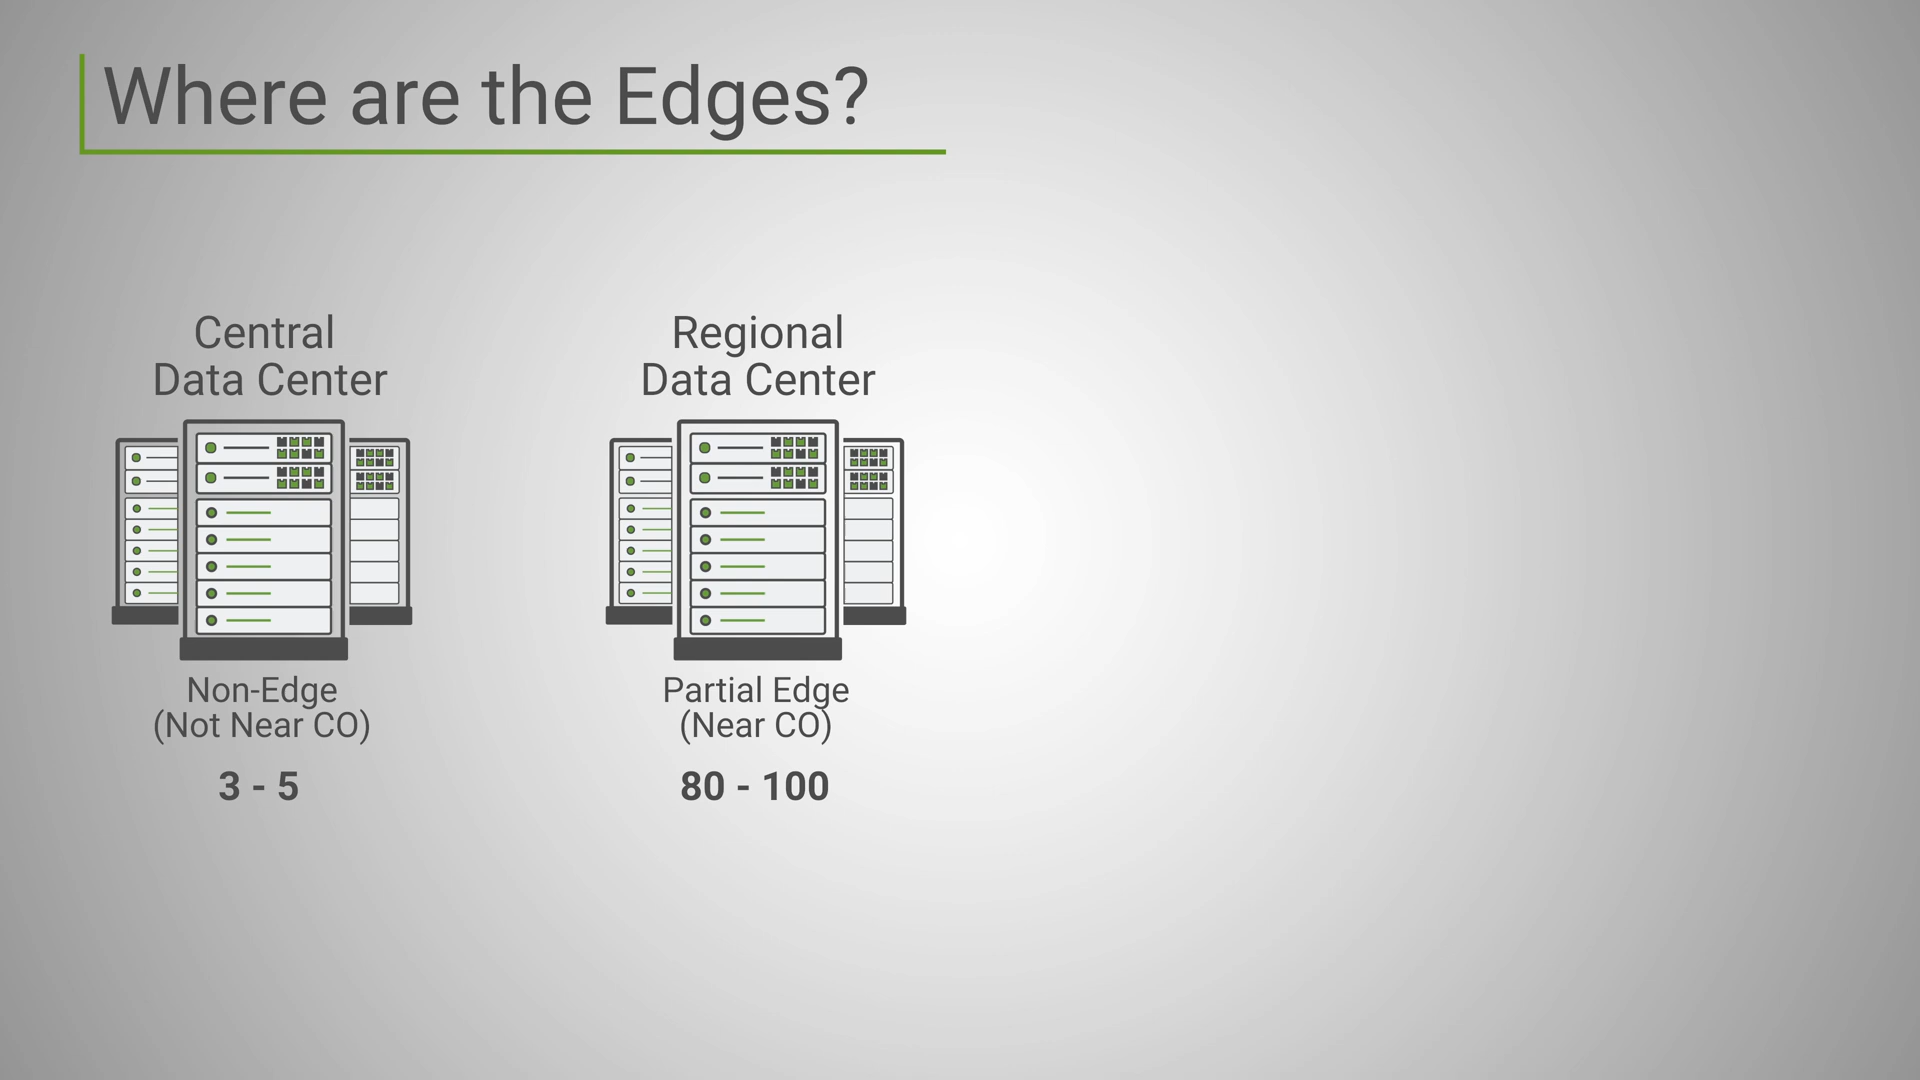 Where are the Edges?
Central
Data Center
Non-Edge
(Not Near CO)
3 - 5
Regional
Data Center
Partial Edge
(Near CO)
80 - 100